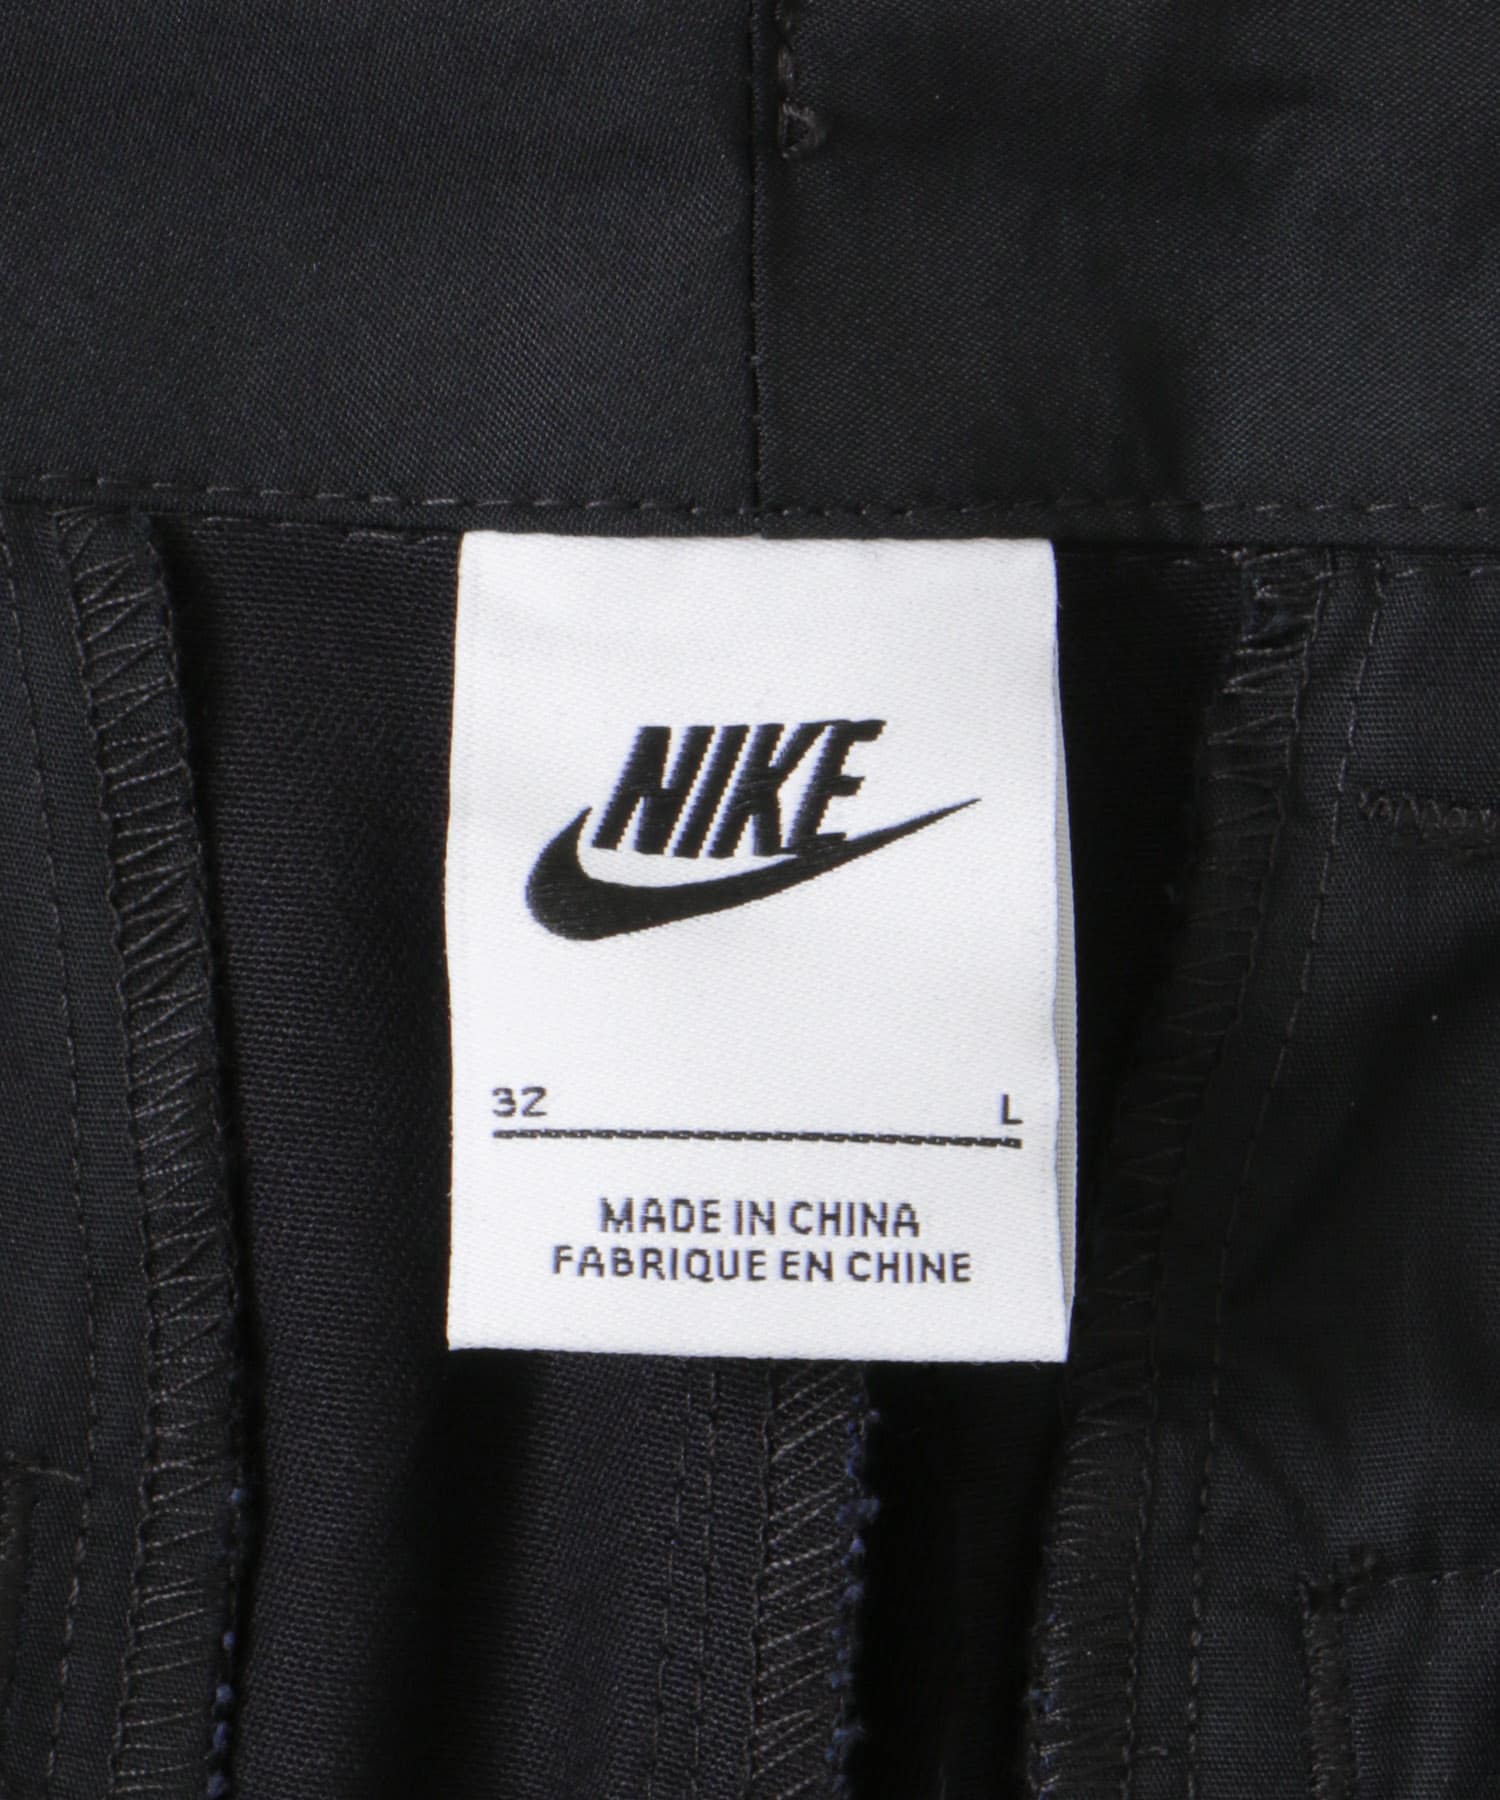 NIKE
32 L
MADE IN CHINA
FABRIQUE EN CHINE